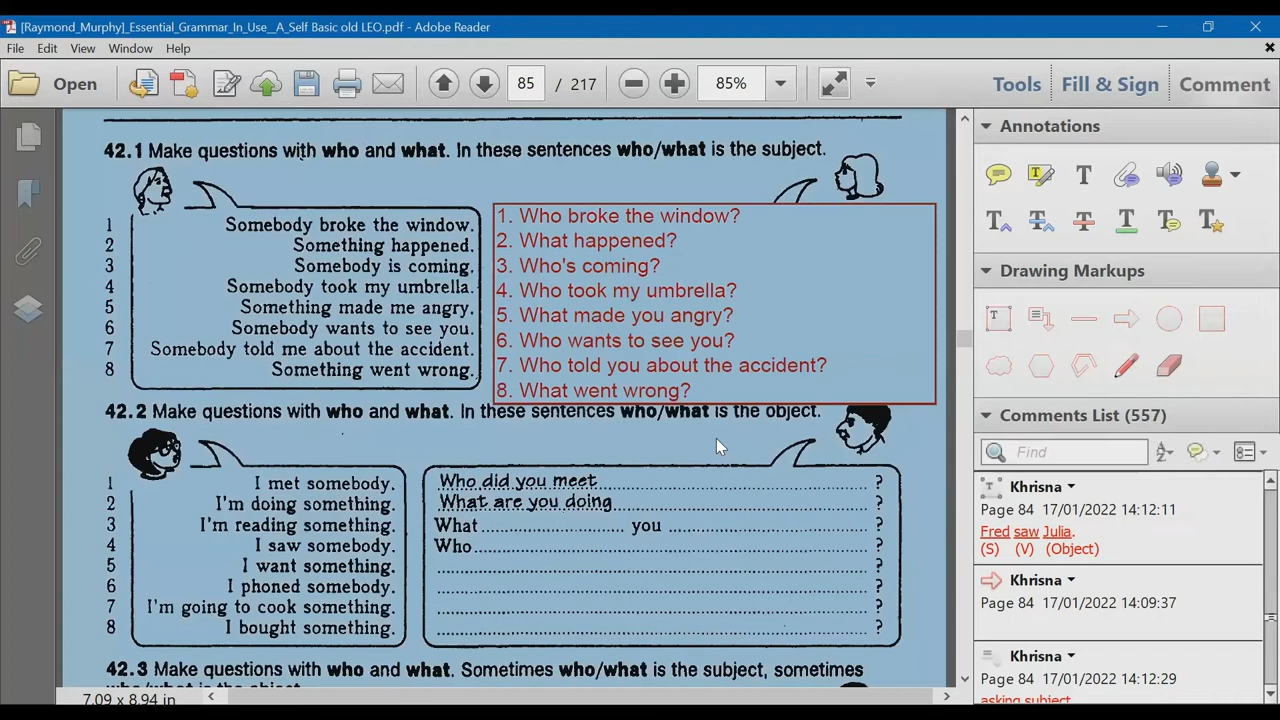 [Raymond_Murphy]_Essential_Grammar_In_Use__A_Self Basic old LEO.pdf - Adobe Reader
File Edit View Window Help
Open 85 / 217 85% Tools Fill & Sign Comment
42.1 Make questions with who and what. In these sentences who/what is the subject.
1 Somebody broke the window.
2 Something happened.
3 Somebody is coming.
4 Somebody took my umbrella.
5 Something made me angry.
6 Somebody wants to see you.
7 Somebody told me about the accident.
8 Something went wrong.
1. Who broke the window?
2. What happened?
3. Who's coming?
4. Who took my umbrella?
5. What made you angry?
6. Who wants to see you?
7. Who told you about the accident?
8. What went wrong?
42.2 Make questions with who and what. In these sentences who/what is the object.
1 I met somebody. Who did you meet ?
2 I'm doing something. What are you doing ?
3 I'm reading something. What ............ you ............ ?
4 I saw somebody. Who ............ ?
5 I want something. ............ ?
6 I phoned somebody. ............ ?
7 I'm going to cook something. ............ ?
8 I bought something. ............ ?
42.3 Make questions with who and what. Sometimes who/what is the subject, sometimes
who/what is the object.
7.09 x 8.94 in
Annotations
Drawing Markups
Comments List (557)
Find
Khrisna
Page 84 17/01/2022 14:12:11
Fred saw Julia.
(S) (V) (Object)
Khrisna
Page 84 17/01/2022 14:09:37
Khrisna
Page 84 17/01/2022 14:12:29
asking subject